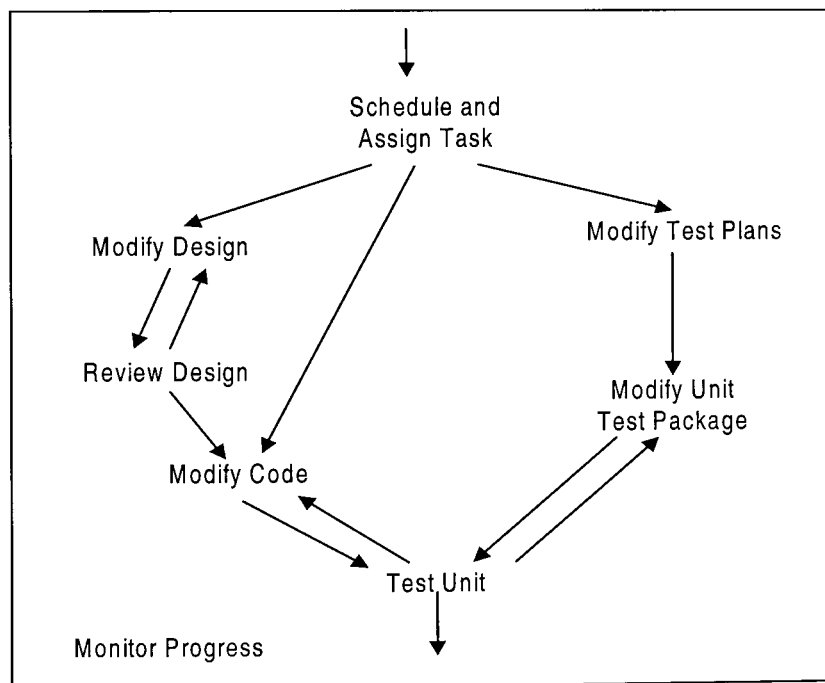 Schedule and
Assign Task
Modify Design
Modify Test Plans
Review Design
Modify Unit
Test Package
Modify Code
Test Unit
Monitor Progress